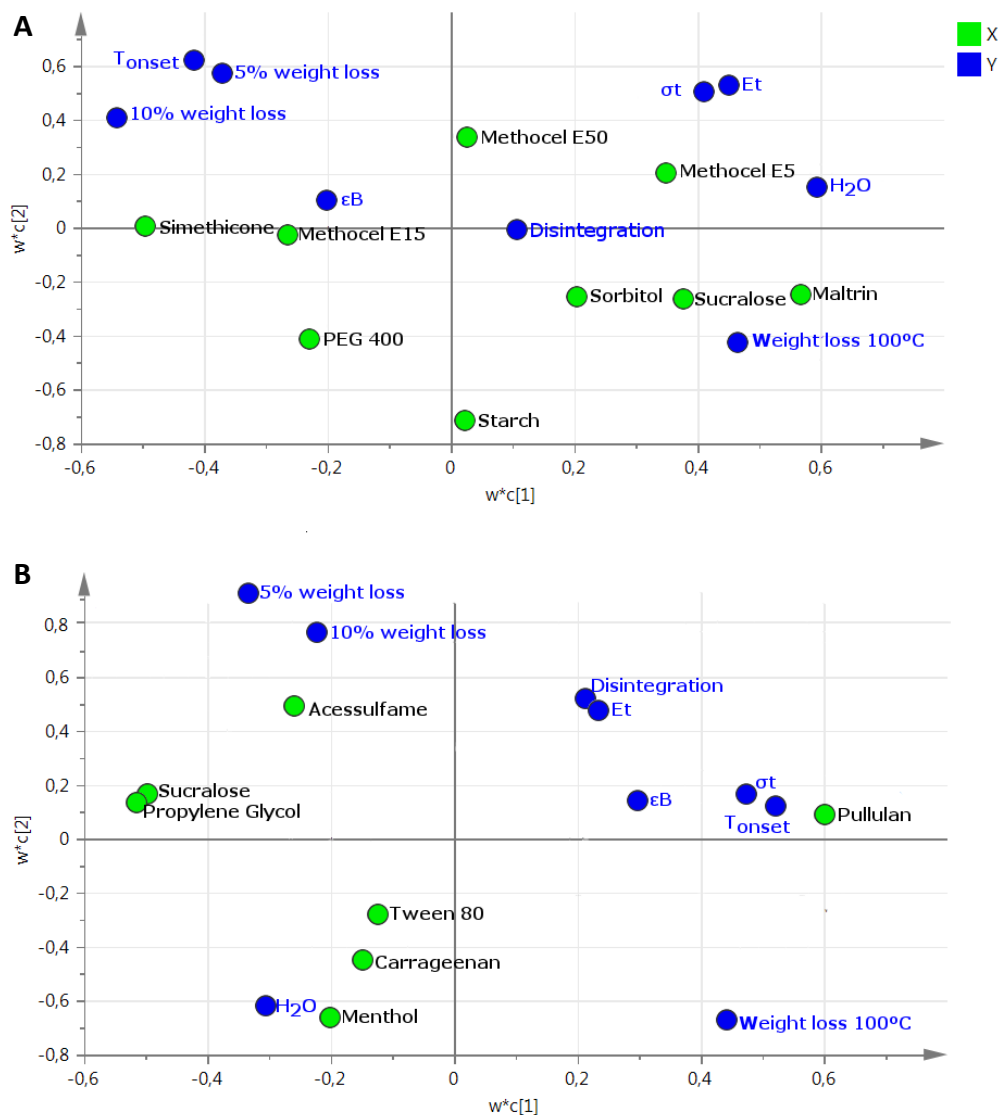 A
X
Y
0,6
0,4
0,2
0
-0,2
-0,4
-0,6
-0,8
w*c[2]
Tonset
5% weight loss
10% weight loss
σt
Et
Methocel E50
Methocel E5
H2O
εB
Simethicone
Methocel E15
Disintegration
Sorbitol
Sucralose
Maltrin
PEG 400
Weight loss 100ºC
Starch
-0,6
-0,4
-0,2
0
0,2
0,4
0,6
w*c[1]
B
0,8
0,6
0,4
0,2
0
-0,2
-0,4
-0,6
-0,8
w*c[2]
5% weight loss
10% weight loss
Disintegration
Acessulfame
Et
Sucralose
Propylene Glycol
εB
σt
Tonset
Pullulan
Tween 80
Carrageenan
H2O
Menthol
Weight loss 100ºC
-0,6
-0,4
-0,2
0
0,2
0,4
0,6
w*c[1]